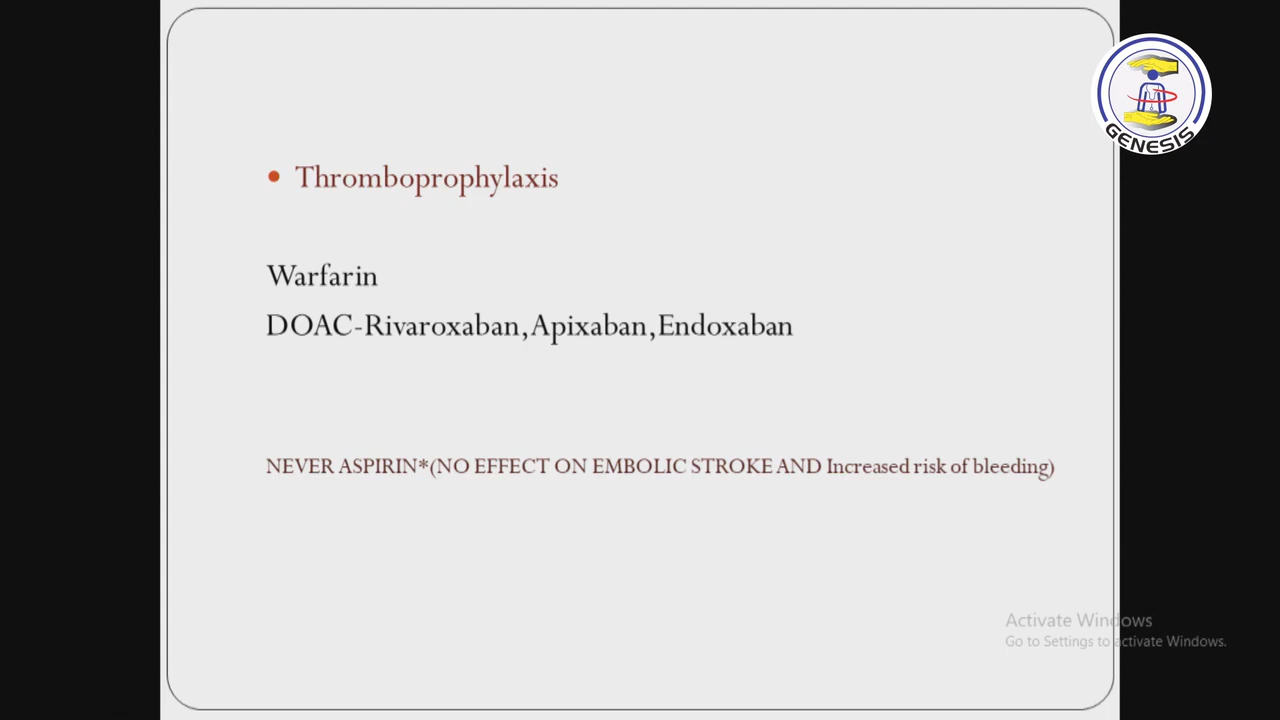 GENESIS
• Thromboprophylaxis
Warfarin
DOAC-Rivaroxaban,Apixaban,Endoxaban
NEVER ASPIRIN*(NO EFFECT ON EMBOLIC STROKE AND Increased risk of bleeding)
Activate Windows
Go to Settings to activate Windows.